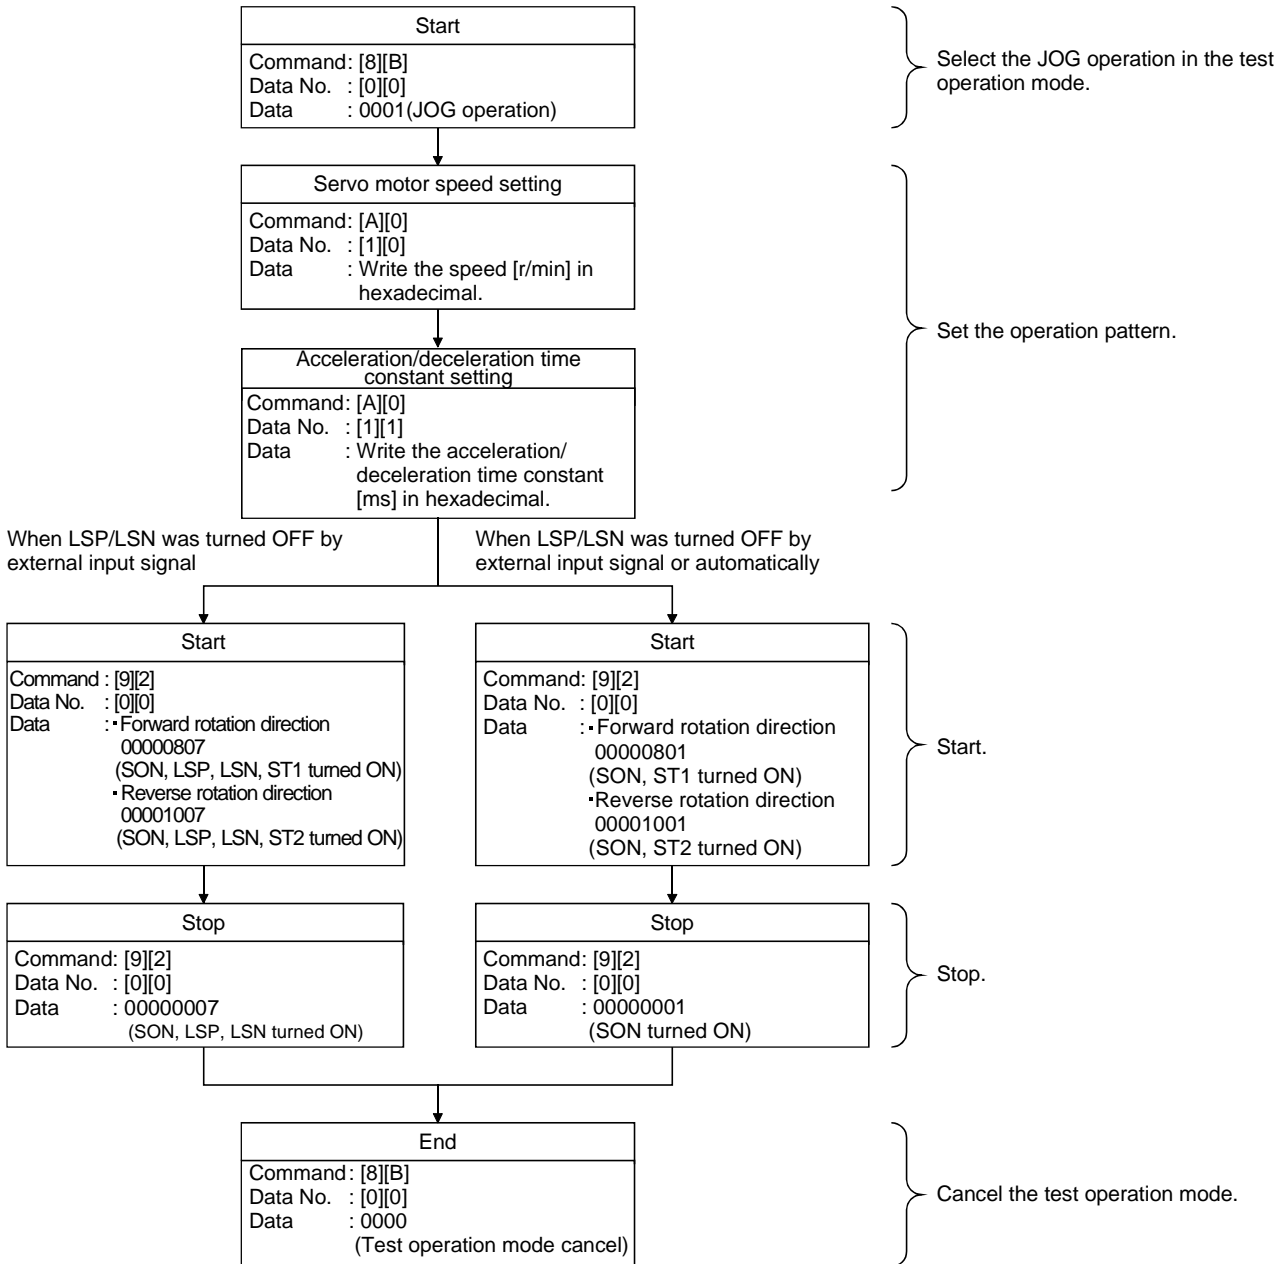 Start
Command: [8][B]
Data No. : [0][0]
Data : 0001(JOG operation)
Select the JOG operation in the test
operation mode.
Servo motor speed setting
Command: [A][0]
Data No. : [1][0]
Data : Write the speed [r/min] in
hexadecimal.
Acceleration/deceleration time
constant setting
Command: [A][0]
Data No. : [1][1]
Data : Write the acceleration/
deceleration time constant
[ms] in hexadecimal.
Set the operation pattern.
When LSP/LSN was turned OFF by
external input signal
When LSP/LSN was turned OFF by
external input signal or automatically
Start
Command : [9][2]
Data No. : [0][0]
Data : ▪Forward rotation direction
00000807
(SON, LSP, LSN, ST1 turned ON)
▪Reverse rotation direction
00001007
(SON, LSP, LSN, ST2 turned ON)
Start
Command: [9][2]
Data No. : [0][0]
Data : ▪Forward rotation direction
00000801
(SON, ST1 turned ON)
▪Reverse rotation direction
00001001
(SON, ST2 turned ON)
Start.
Stop
Command: [9][2]
Data No. : [0][0]
Data : 00000007
(SON, LSP, LSN turned ON)
Stop
Command: [9][2]
Data No. : [0][0]
Data : 00000001
(SON turned ON)
Stop.
End
Command: [8][B]
Data No. : [0][0]
Data : 0000
(Test operation mode cancel)
Cancel the test operation mode.